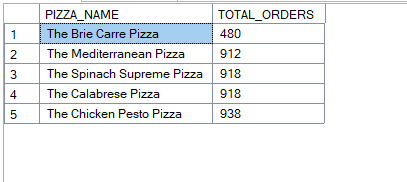 PIZZA_NAME TOTAL_ORDERS
1 The Brie Carre Pizza 480
2 The Mediterranean Pizza 912
3 The Spinach Supreme Pizza 918
4 The Calabrese Pizza 918
5 The Chicken Pesto Pizza 938